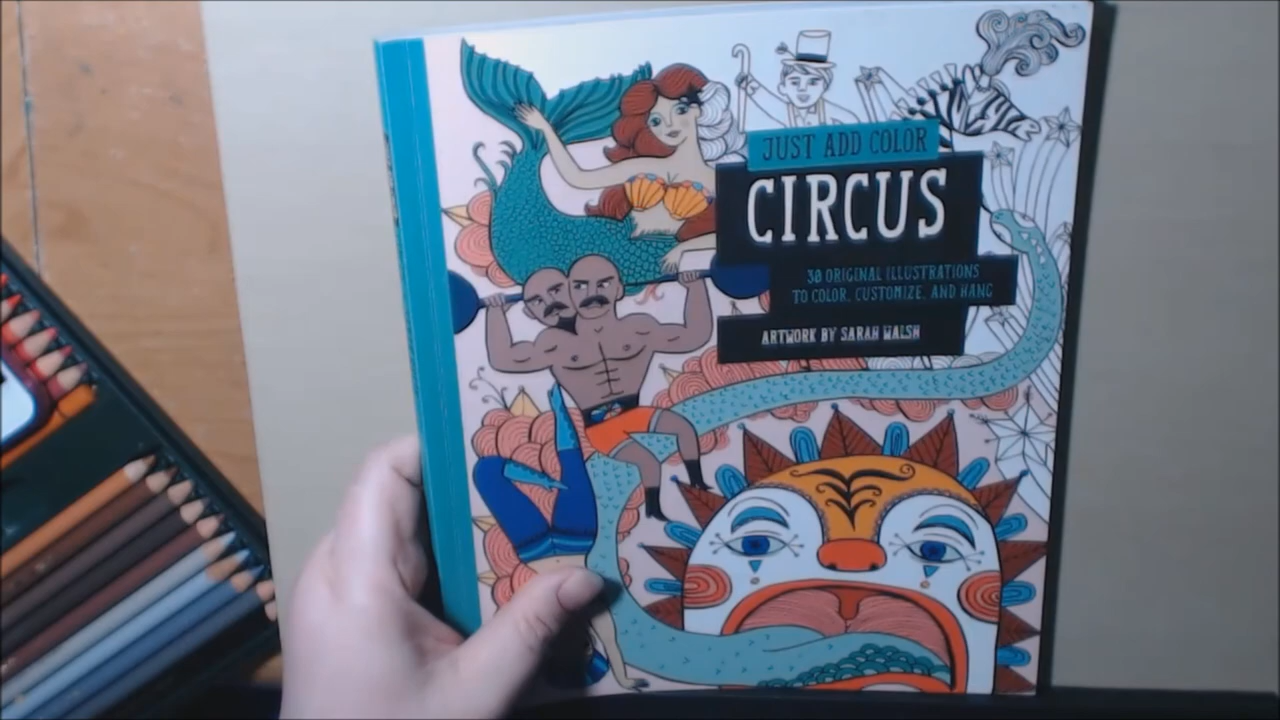 JUST ADD COLOR
CIRCUS
30 ORIGINAL ILLUSTRATIONS
TO COLOR, CUSTOMIZE, AND HANG
ARTWORK BY SARAH WALSH